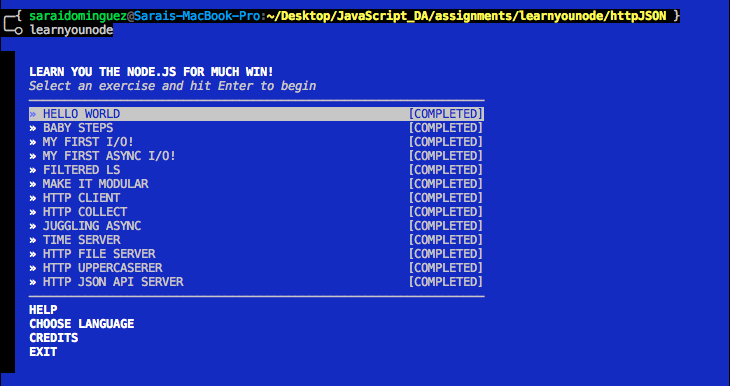 { saraidominguez@Sarais-MacBook-Pro:~/Desktop/JavaScript_DA/assignments/learnyounode/httpJSON }
learnyounode
LEARN YOU THE NODE.JS FOR MUCH WIN!
Select an exercise and hit Enter to begin
» HELLO WORLD [COMPLETED]
» BABY STEPS [COMPLETED]
» MY FIRST I/O! [COMPLETED]
» MY FIRST ASYNC I/O! [COMPLETED]
» FILTERED LS [COMPLETED]
» MAKE IT MODULAR [COMPLETED]
» HTTP CLIENT [COMPLETED]
» HTTP COLLECT [COMPLETED]
» JUGGLING ASYNC [COMPLETED]
» TIME SERVER [COMPLETED]
» HTTP FILE SERVER [COMPLETED]
» HTTP UPPERCASERER [COMPLETED]
» HTTP JSON API SERVER [COMPLETED]
HELP
CHOOSE LANGUAGE
CREDITS
EXIT